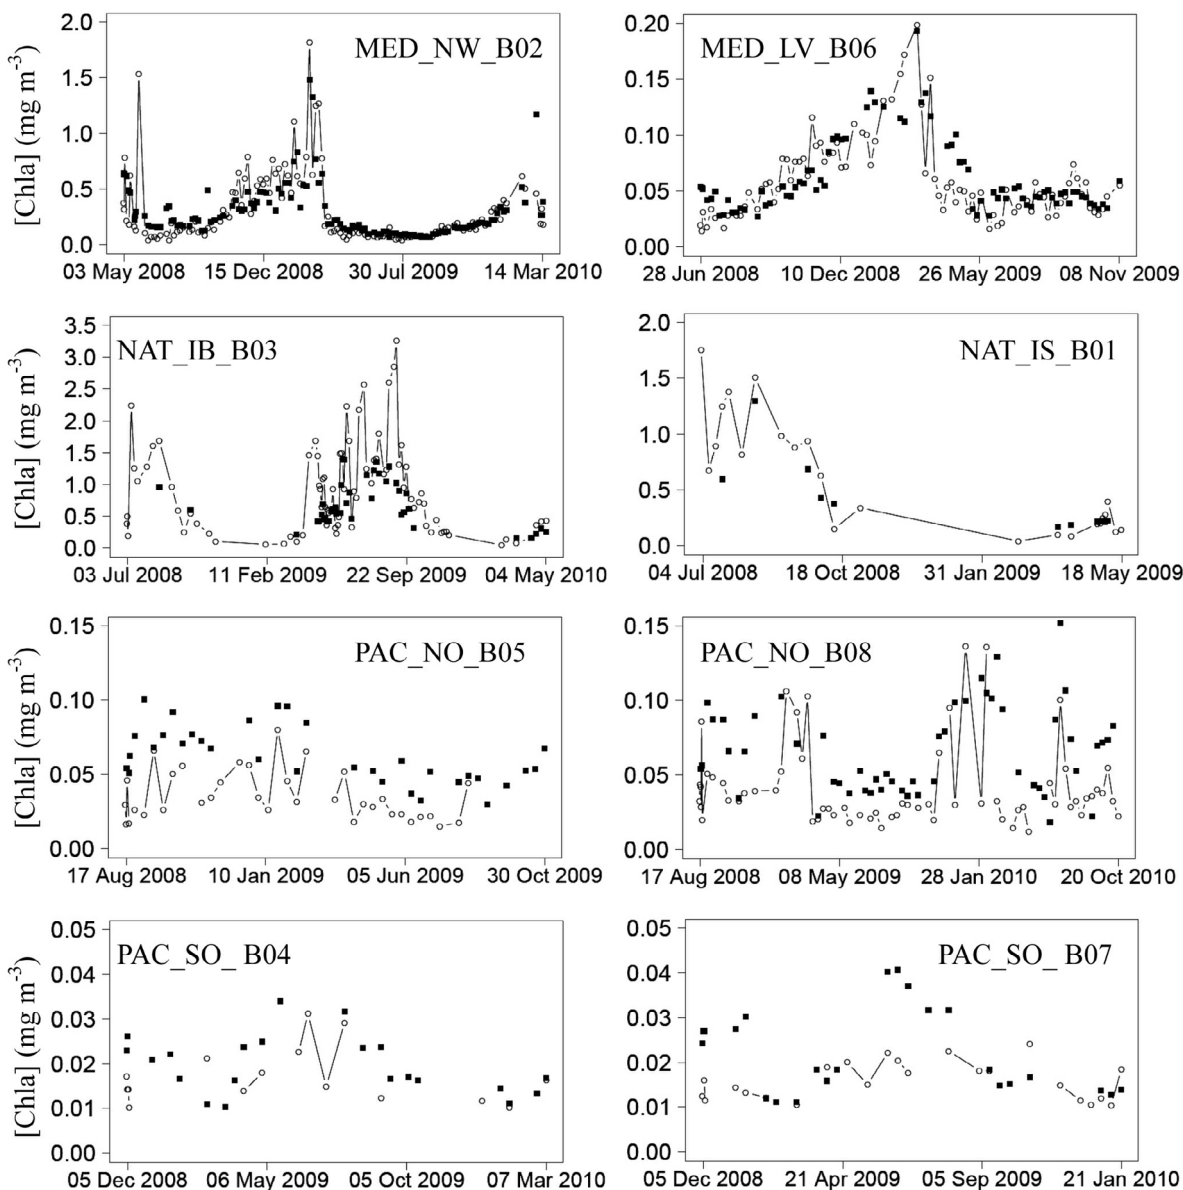 MED_NW_B02
[Chla] (mg m⁻³)
2.0
1.5
1.0
0.5
0.0
03 May 2008 15 Dec 2008 30 Jul 2009 14 Mar 2010
MED_LV_B06
0.20
0.15
0.10
0.05
0.00
28 Jun 2008 10 Dec 2008 26 May 2009 08 Nov 2009
NAT_IB_B03
[Chla] (mg m⁻³)
3.5
3.0
2.5
2.0
1.5
1.0
0.5
0.0
03 Jul 2008 11 Feb 2009 22 Sep 2009 04 May 2010
NAT_IS_B01
2.0
1.5
1.0
0.5
0.0
04 Jul 2008 18 Oct 2008 31 Jan 2009 18 May 2009
PAC_NO_B05
[Chla] (mg m⁻³)
0.15
0.10
0.05
0.00
17 Aug 2008 10 Jan 2009 05 Jun 2009 30 Oct 2009
PAC_NO_B08
0.15
0.10
0.05
0.00
17 Aug 2008 08 May 2009 28 Jan 2010 20 Oct 2010
PAC_SO_ B04
[Chla] (mg m⁻³)
0.05
0.04
0.03
0.02
0.01
0.00
05 Dec 2008 06 May 2009 05 Oct 2009 07 Mar 2010
PAC_SO_ B07
0.05
0.04
0.03
0.02
0.01
0.00
05 Dec 2008 21 Apr 2009 05 Sep 2009 21 Jan 2010